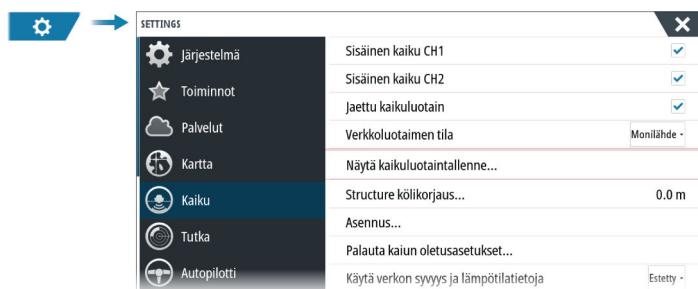 SETTINGS
Järjestelmä
Toiminnot
Palvelut
Kartta
Kaiku
Tutka
Autopilotti
Sisäinen kaiku CH1
Sisäinen kaiku CH2
Jaettu kaikuluotain
Verkkoluotaimen tila Monilähde
Näytä kaikuluotaintallenne...
Structure kölikorjaus... 0.0 m
Asennus...
Palauta kaiun oletusasetukset...
Käytä verkon syvyys ja lämpötilatietoja Estetty